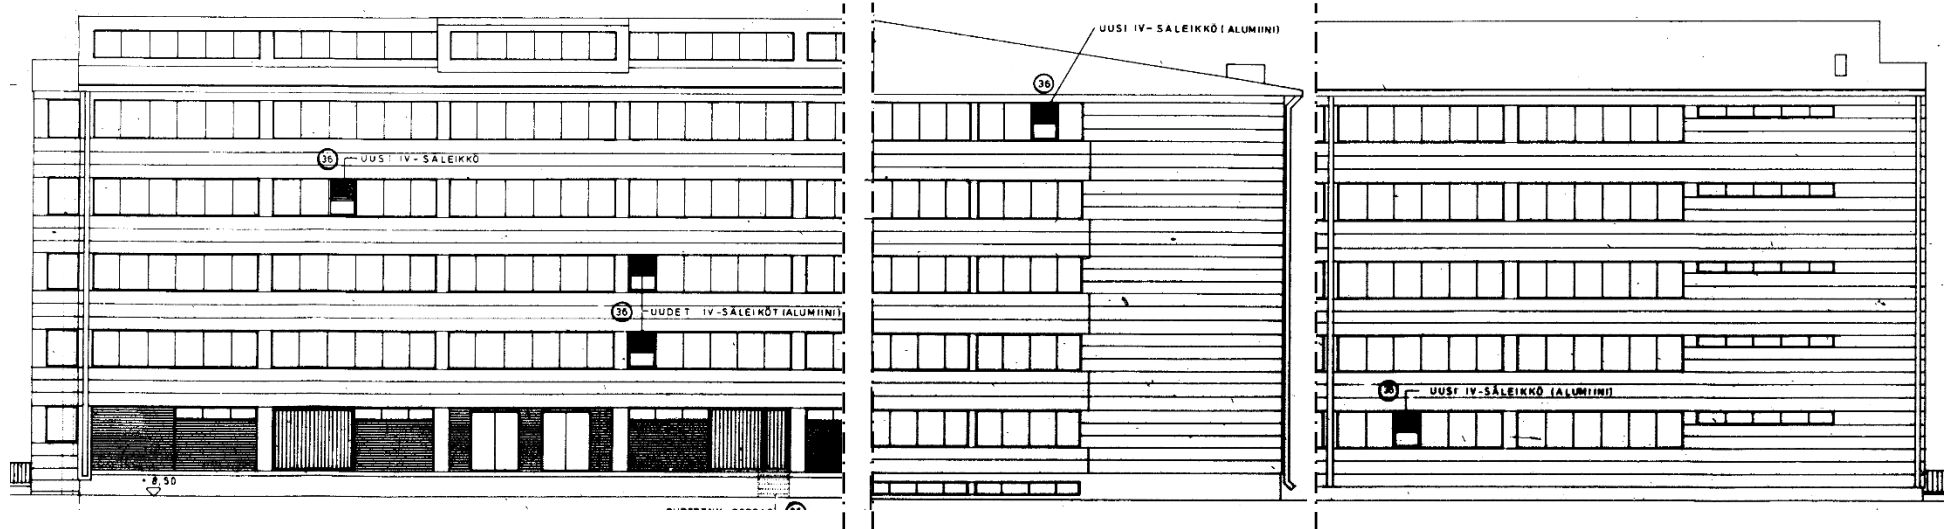 UUSI IV-SÄLEIKKÖ (ALUMIINI)
36
36 UUSI IV-SÄLEIKKÖ
36 UUDET IV-SÄLEIKÖT (ALUMIINI)
36 UUSI IV-SÄLEIKKÖ (ALUMIINI)
+ 8,50